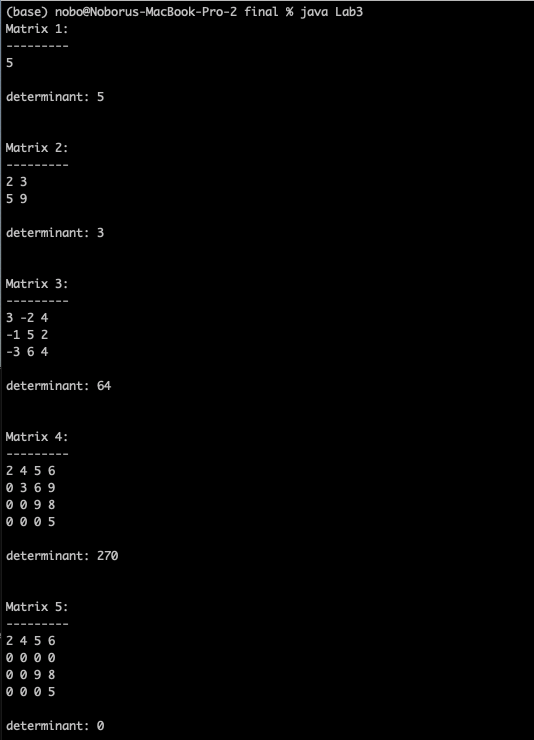 (base) nobo@Noborus-MacBook-Pro-2 final % java Lab3
Matrix 1:
---------
5
determinant: 5
Matrix 2:
---------
2 3
5 9
determinant: 3
Matrix 3:
---------
3 -2 4
-1 5 2
-3 6 4
determinant: 64
Matrix 4:
---------
2 4 5 6
0 3 6 9
0 0 9 8
0 0 0 5
determinant: 270
Matrix 5:
---------
2 4 5 6
0 0 0 0
0 0 9 8
0 0 0 5
determinant: 0